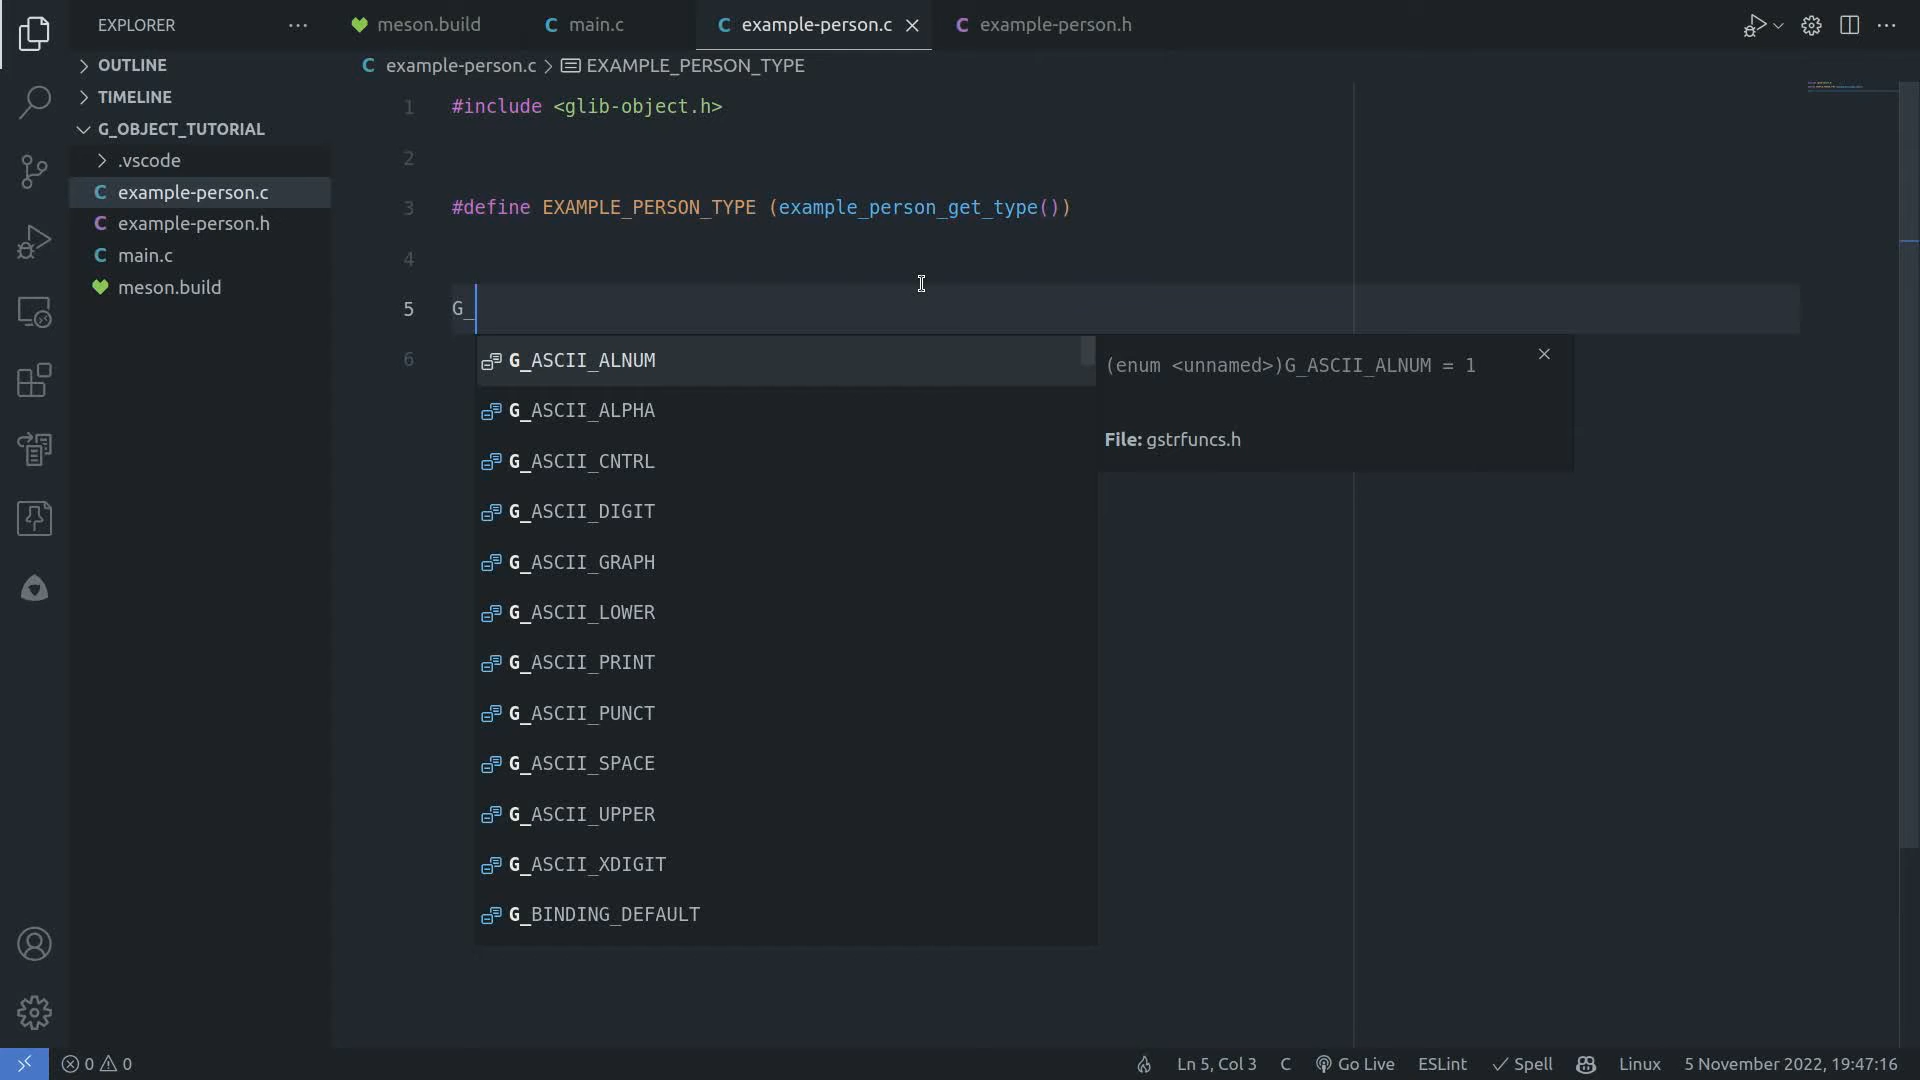 EXPLORER
meson.build
main.c
example-person.c
example-person.h
OUTLINE
TIMELINE
G_OBJECT_TUTORIAL
.vscode
example-person.c
example-person.h
main.c
meson.build
example-person.c > EXAMPLE_PERSON_TYPE
1 #include <glib-object.h>
2
3 #define EXAMPLE_PERSON_TYPE (example_person_get_type())
4
5 G_
6
G_ASCII_ALNUM
G_ASCII_ALPHA
G_ASCII_CNTRL
G_ASCII_DIGIT
G_ASCII_GRAPH
G_ASCII_LOWER
G_ASCII_PRINT
G_ASCII_PUNCT
G_ASCII_SPACE
G_ASCII_UPPER
G_ASCII_XDIGIT
G_BINDING_DEFAULT
(enum <unnamed>)G_ASCII_ALNUM = 1
File: gstrfuncs.h
0 0
Ln 5, Col 3
C
Go Live
ESLint
Spell
Linux
5 November 2022, 19:47:16